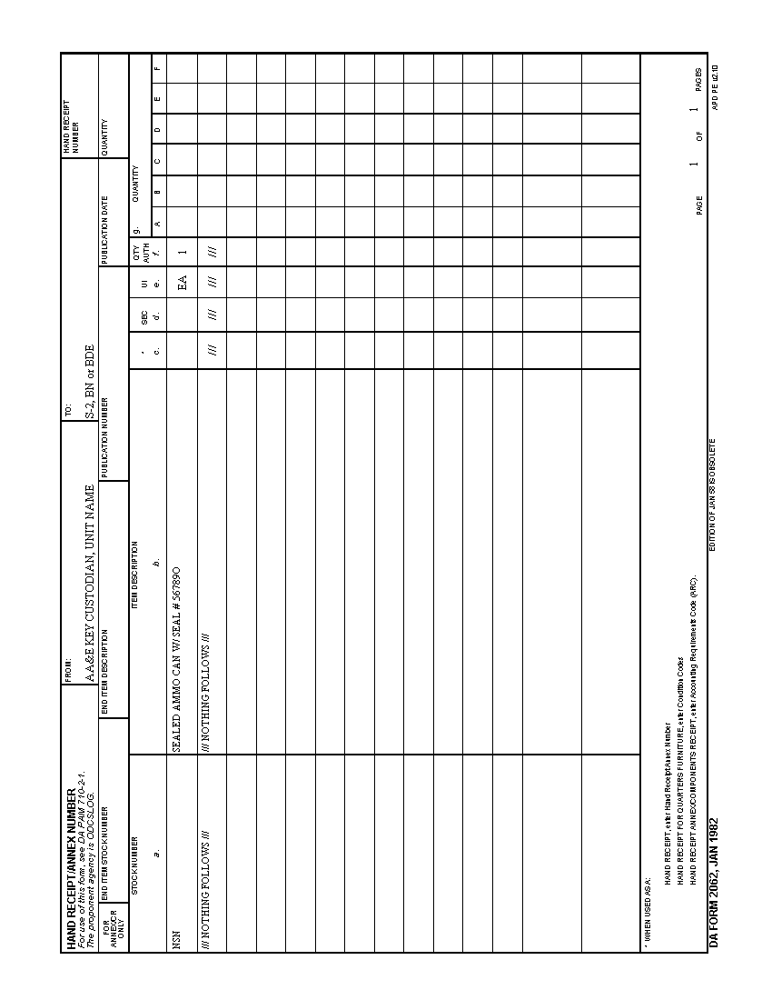 HAND RECEIPT/ANNEX NUMBER
For use of this form, see DA PAM 710-2-1.
The proponent agency is ODCSLOG.
FROM:
AA&E KEY CUSTODIAN, UNIT NAME
TO:
S-2, BN or BDE
HAND RECEIPT
NUMBER
FOR
ANNEX/CR
ONLY
END ITEM STOCK NUMBER
END ITEM DESCRIPTION
PUBLICATION NUMBER
PUBLICATION DATE
QUANTITY
STOCK NUMBER
a.
ITEM DESCRIPTION
b.
*
c.
SEC
d.
UI
e.
QTY
AUTH
f.
g. QUANTITY
A B C D E F
NSN SEALED AMMO CAN W/ SEAL # 56789O EA 1
/// NOTHING FOLLOWS /// /// NOTHING FOLLOWS /// /// /// /// ///
* WHEN USED AS A:
HAND RECEIPT, enter Hand Receipt Annex Number
HAND RECEIPT FOR QUARTERS FURNITURE, enter Condition Codes
HAND RECEIPT ANNEX/COMPONENTS RECEIPT, enter Accounting Requirements Code (ARC).
PAGE 1 OF 1 PAGES
DA FORM 2062, JAN 1982 EDITION OF JAN 58 IS OBSOLETE APD PE v2.10